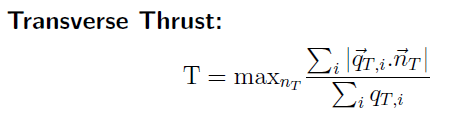 Transverse Thrust:
T = max_{n_T} \frac{\sum_i |\vec{q}_{T,i}.\vec{n}_T|}{\sum_i q_{T,i}}